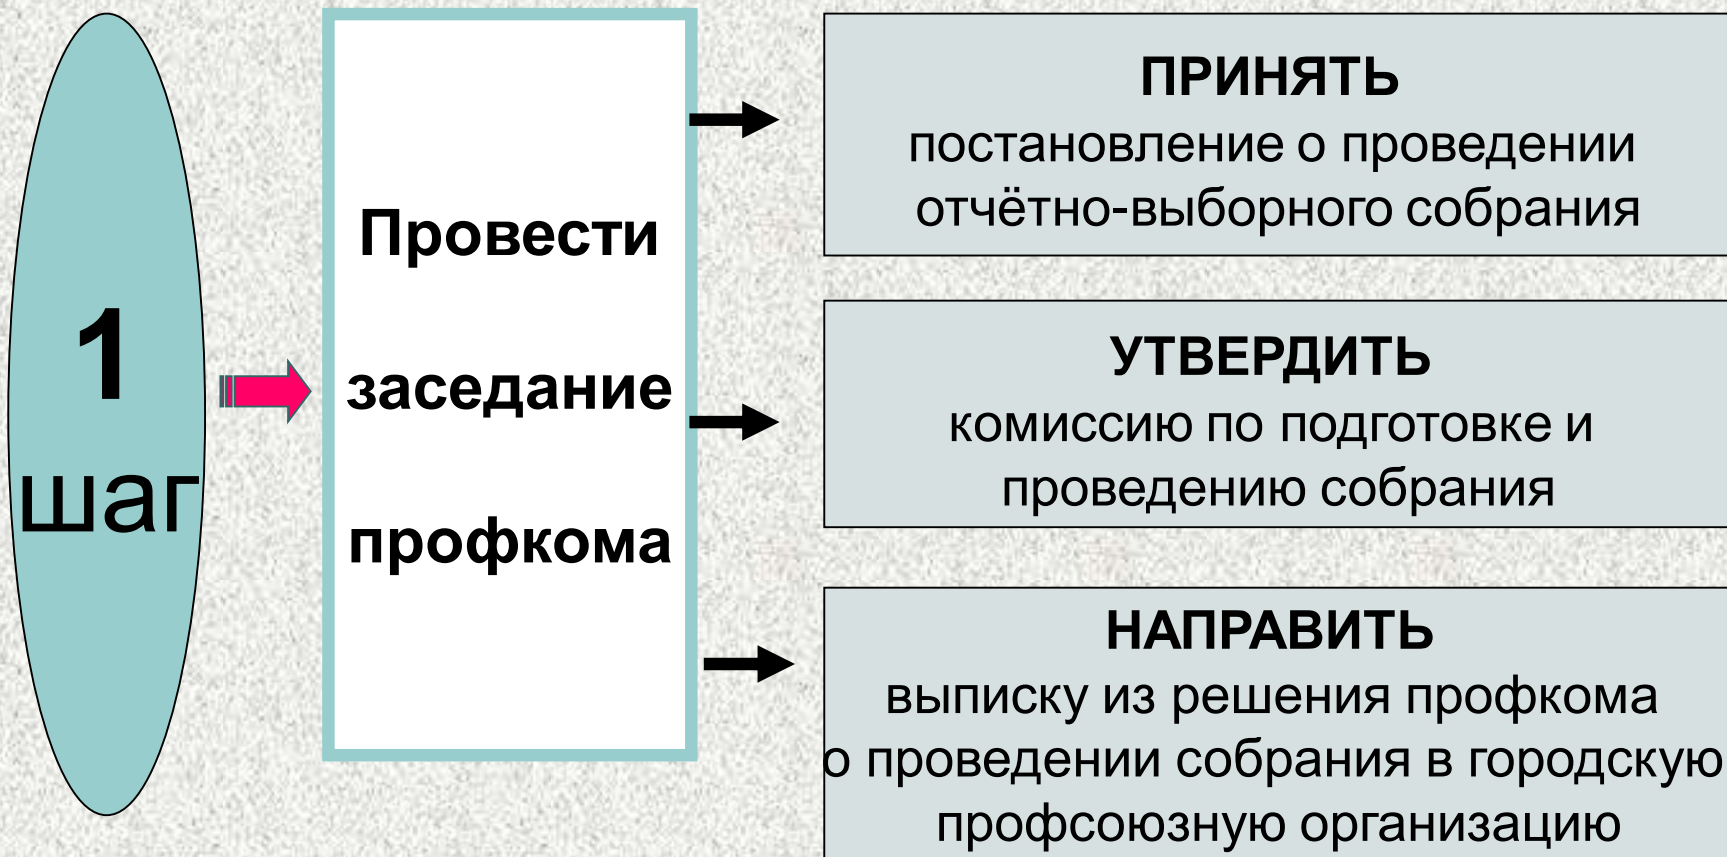 1
шаг
Провести
заседание
профкома
ПРИНЯТЬ
постановление о проведении
отчётно-выборного собрания
УТВЕРДИТЬ
комиссию по подготовке и
проведению собрания
НАПРАВИТЬ
выписку из решения профкома
о проведении собрания в городскую
профсоюзную организацию